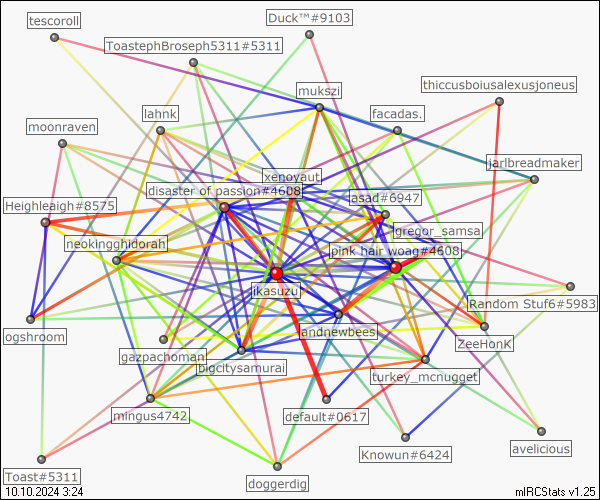 Duck™#9103
tescoroll
ToastephBroseph5311#5311
thiccusboiusalexusjoneus
mukszi
lahnk
facadas.
moonraven
jarlbreadmaker
xenoyaut
disaster of passion#4608
asad#6947
Heighleaigh#8575
gregor_samsa
neokingghidorah
pink hair woag#4608
jikasuzu
Random Stuf6#5983
ogshroom
landnewbees
ZeeHonK
gazpachoman
bigcitysamurai
turkey_mcnugget
mingus4742
default#0617
avelicious
Knowun#6424
Toast#5311
doggerdig
10.10.2024 3:24
mIRCStats v1.25